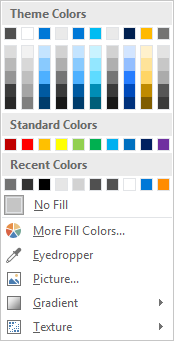 Theme Colors
Standard Colors
Recent Colors
No Fill
More Fill Colors...
Eyedropper
Picture...
Gradient
Texture